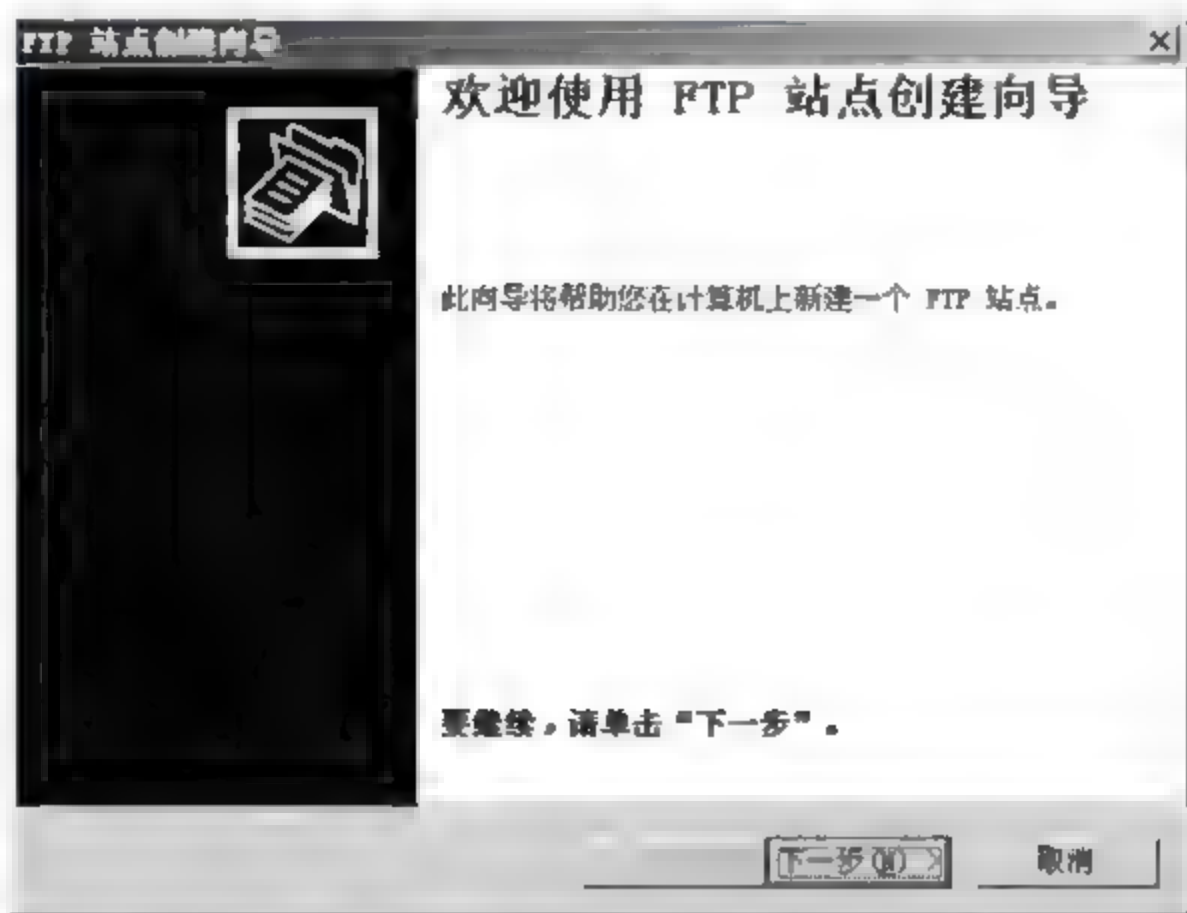 FTP 站点创建向导
欢迎使用 FTP 站点创建向导
此向导将帮助您在计算机上新建一个 FTP 站点。
要继续，请单击“下一步”。
下一步(N) >
取消